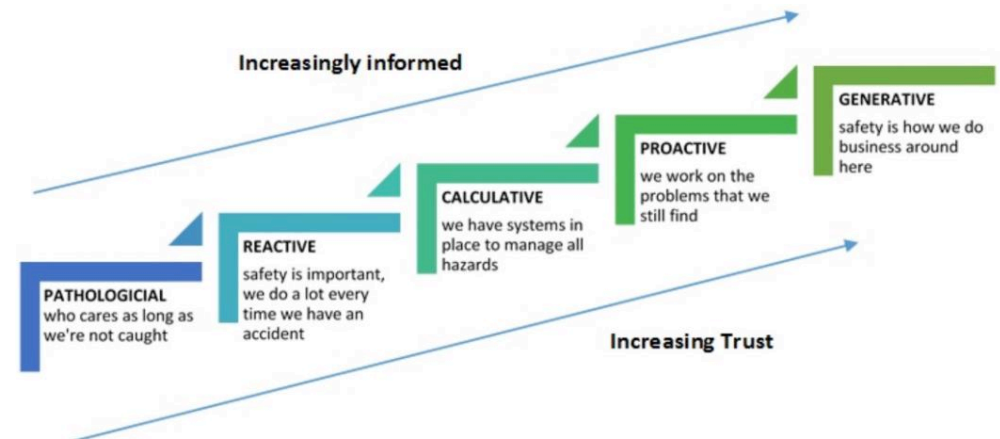 Increasingly informed
GENERATIVE
safety is how we do
business around
here
PROACTIVE
we work on the
problems that we
still find
CALCULATIVE
we have systems in
place to manage all
hazards
REACTIVE
safety is important,
we do a lot every
time we have an
accident
PATHOLOGICIAL
who cares as long as
we're not caught
Increasing Trust